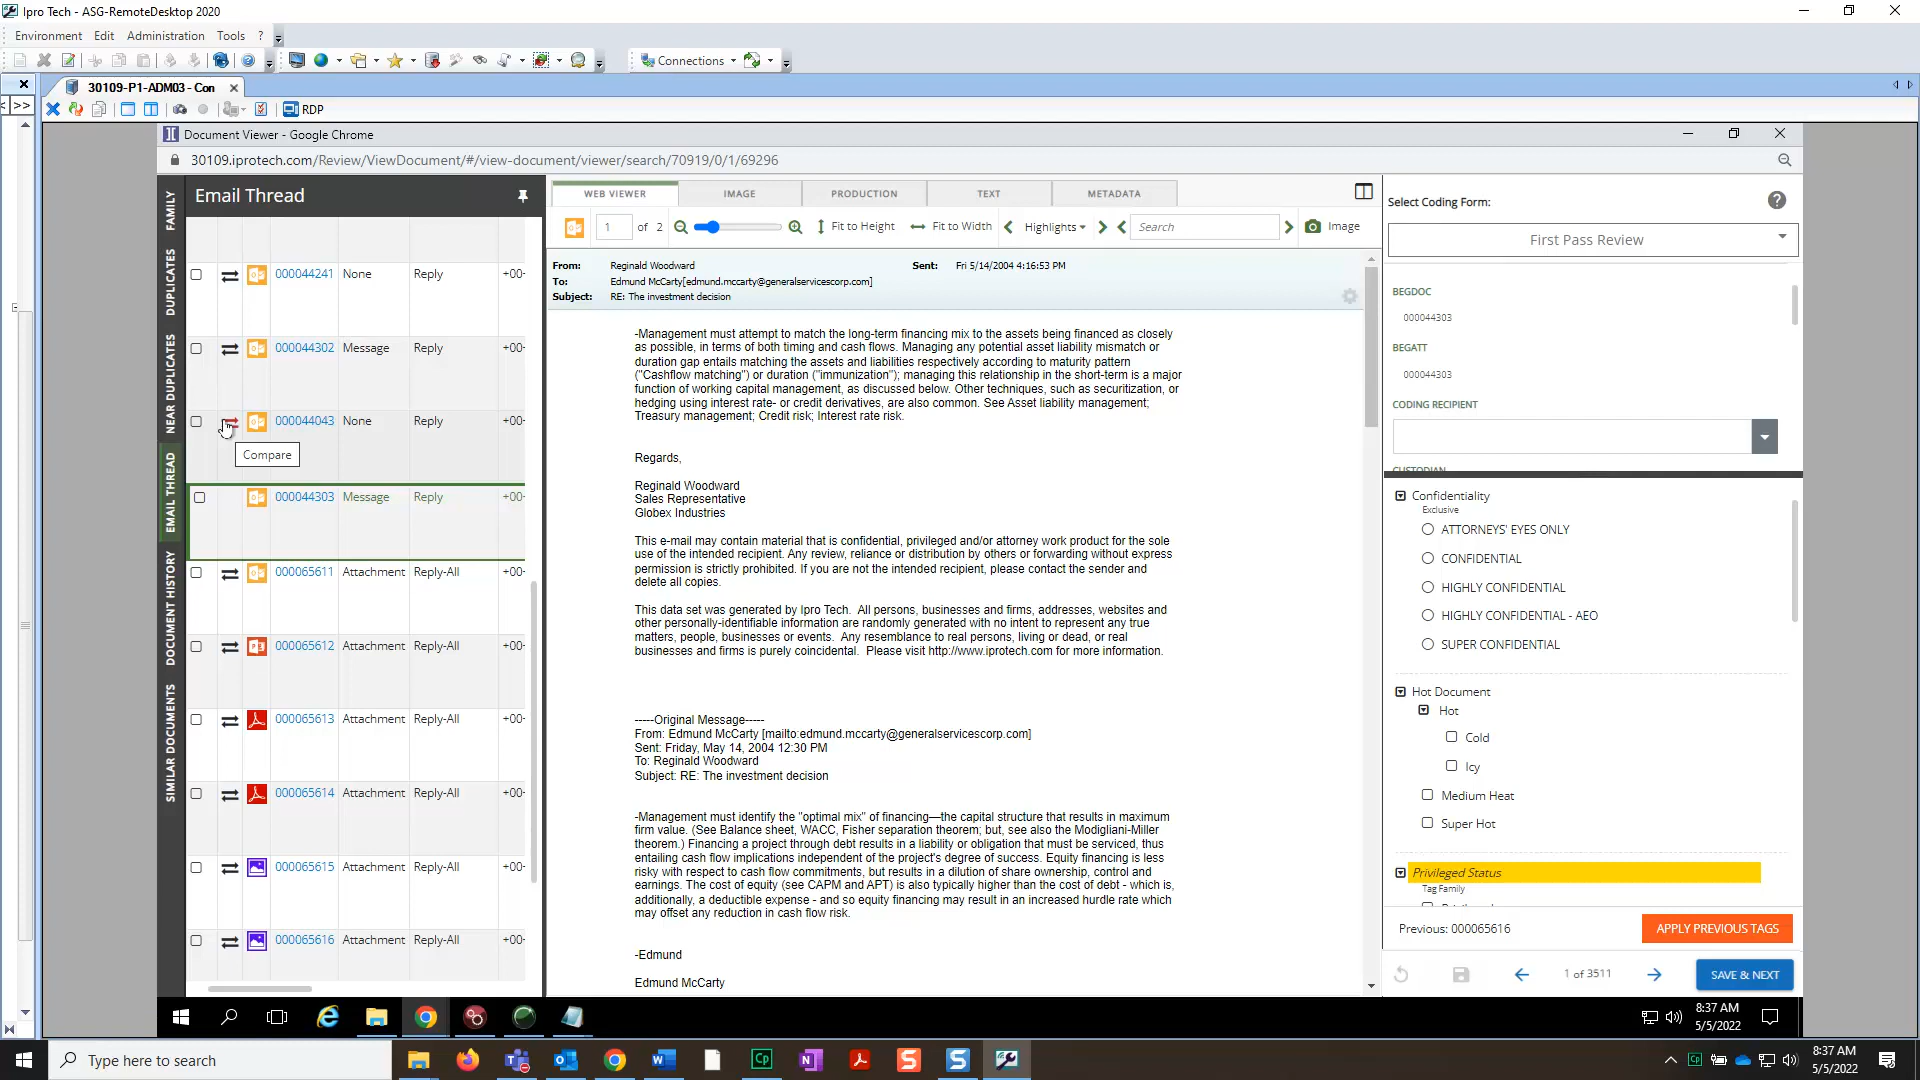 Ipro Tech - ASG-RemoteDesktop 2020
Environment Edit Administration Tools ?
Connections
30109-P1-ADM03 - Con
>>
RDP
Document Viewer - Google Chrome
30109.iprotech.com/Review/ViewDocument/#/view-document/viewer/search/70919/0/1/69296
FAMILY
DUPLICATES
NEAR DUPLICATES
EMAIL THREAD
DOCUMENT HISTORY
SIMILAR DOCUMENTS
Email Thread
000044241 None Reply +00-
000044302 Message Reply +00-
000044043 None Reply +00-
Compare
000044303 Message Reply +00-
000065611 Attachment Reply-All +00-
000065612 Attachment Reply-All +00-
000065613 Attachment Reply-All +00-
000065614 Attachment Reply-All +00-
000065615 Attachment Reply-All +00-
000065616 Attachment Reply-All +00-
WEB VIEWER IMAGE PRODUCTION TEXT METADATA
1 of 2 Fit to Height Fit to Width Highlights Search Image
From: Reginald Woodward Sent: Fri 5/14/2004 4:16:53 PM
To: Edmund McCarty[edmund.mccarty@generalservicescorp.com]
Subject: RE: The investment decision
-Management must attempt to match the long-term financing mix to the assets being financed as closely
as possible, in terms of both timing and cash flows. Managing any potential asset liability mismatch or
duration gap entails matching the assets and liabilities respectively according to maturity pattern
("Cashflow matching") or duration ("immunization"); managing this relationship in the short-term is a major
function of working capital management, as discussed below. Other techniques, such as securitization, or
hedging using interest rate- or credit derivatives, are also common. See Asset liability management;
Treasury management; Credit risk; Interest rate risk.
Regards,
Reginald Woodward
Sales Representative
Globex Industries
This e-mail may contain material that is confidential, privileged and/or attorney work product for the sole
use of the intended recipient. Any review, reliance or distribution by others or forwarding without express
permission is strictly prohibited. If you are not the intended recipient, please contact the sender and
delete all copies.
This data set was generated by Ipro Tech. All persons, businesses and firms, addresses, websites and
other personally-identifiable information are randomly generated with no intent to represent any true
matters, people, businesses or events. Any resemblance to real persons, living or dead, or real
businesses and firms is purely coincidental. Please visit http://www.iprotech.com for more information.
-----Original Message-----
From: Edmund McCarty [mailto:edmund.mccarty@generalservicescorp.com]
Sent: Friday, May 14, 2004 12:30 PM
To: Reginald Woodward
Subject: RE: The investment decision
-Management must identify the "optimal mix" of financing—the capital structure that results in maximum
firm value. (See Balance sheet, WACC, Fisher separation theorem; but, see also the Modigliani-Miller
theorem.) Financing a project through debt results in a liability or obligation that must be serviced, thus
entailing cash flow implications independent of the project's degree of success. Equity financing is less
risky with respect to cash flow commitments, but results in a dilution of share ownership, control and
earnings. The cost of equity (see CAPM and APT) is also typically higher than the cost of debt - which is,
additionally, a deductible expense - and so equity financing may result in an increased hurdle rate which
may offset any reduction in cash flow risk.
-Edmund
Edmund McCarty
Select Coding Form:
First Pass Review
BEGDOC
000044303
BEGATT
000044303
CODING RECIPIENT
CUSTODIAN
Confidentiality
Exclusive
ATTORNEYS' EYES ONLY
CONFIDENTIAL
HIGHLY CONFIDENTIAL
HIGHLY CONFIDENTIAL - AEO
SUPER CONFIDENTIAL
Hot Document
Hot
Cold
Icy
Medium Heat
Super Hot
Privileged Status
Tag Family
Previous: 000065616 APPLY PREVIOUS TAGS
1 of 3511 SAVE & NEXT
8:37 AM
5/5/2022
Type here to search
8:37 AM
5/5/2022